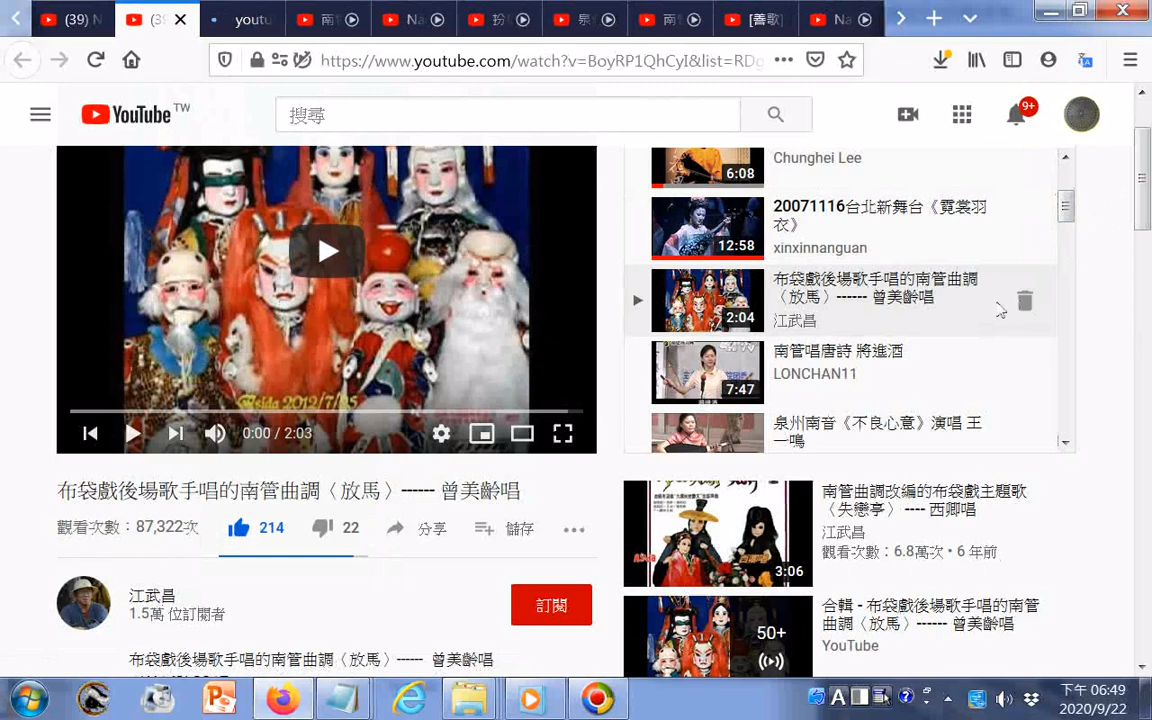 (39) N
(3
youtu
南
Na
扮
泉
南
[善歌
Na
https://www.youtube.com/watch?v=BoyRP1QhCyI&list=RDg
YouTube TW
搜尋
9+
Asida 2012/7/25
0:00 / 2:03
6:08
Chunghei Lee
12:58
20071116台北新舞台《霓裳羽
衣》
xinxinnanguan
2:04
布袋戲後場歌手唱的南管曲調
〈放馬〉------ 曾美齡唱
江武昌
7:47
南管唱唐詩 將進酒
LONCHAN11
泉州南音《不良心意》演唱 王
一鳴
布袋戲後場歌手唱的南管曲調〈放馬〉------ 曾美齡唱
觀看次數：87,322次
214
22
分享
儲存
江武昌
1.5萬 位訂閱者
訂閱
布袋戲後場歌手唱的南管曲調〈放馬〉------ 曾美齡唱
3:06
南管曲調改編的布袋戲主題歌
〈失戀亭〉---- 西卿唱
江武昌
觀看次數：6.8萬次 • 6 年前
50+
合輯 - 布袋戲後場歌手唱的南管
曲調〈放馬〉------ 曾美齡唱
YouTube
A
下午 06:49
2020/9/22